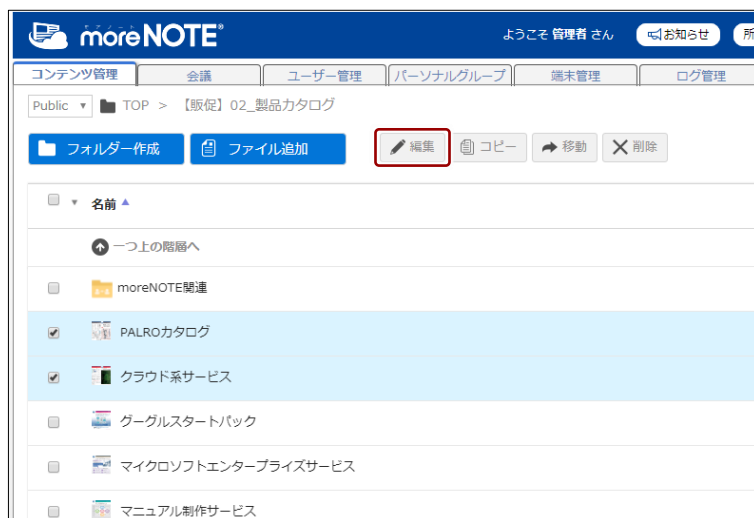 モアノート
moreNOTE®
ようこそ 管理者 さん お知らせ 所
コンテンツ管理 会議 ユーザー管理 パーソナルグループ 端末管理 ログ管理
Public ▼ TOP > 【販促】02_製品カタログ
フォルダー作成 ファイル追加 編集 コピー 移動 削除
▼ 名前 ▲
一つ上の階層へ
moreNOTE関連
PALROカタログ
クラウド系サービス
グーグルスタートパック
マイクロソフトエンタープライズサービス
マニュアル制作サービス